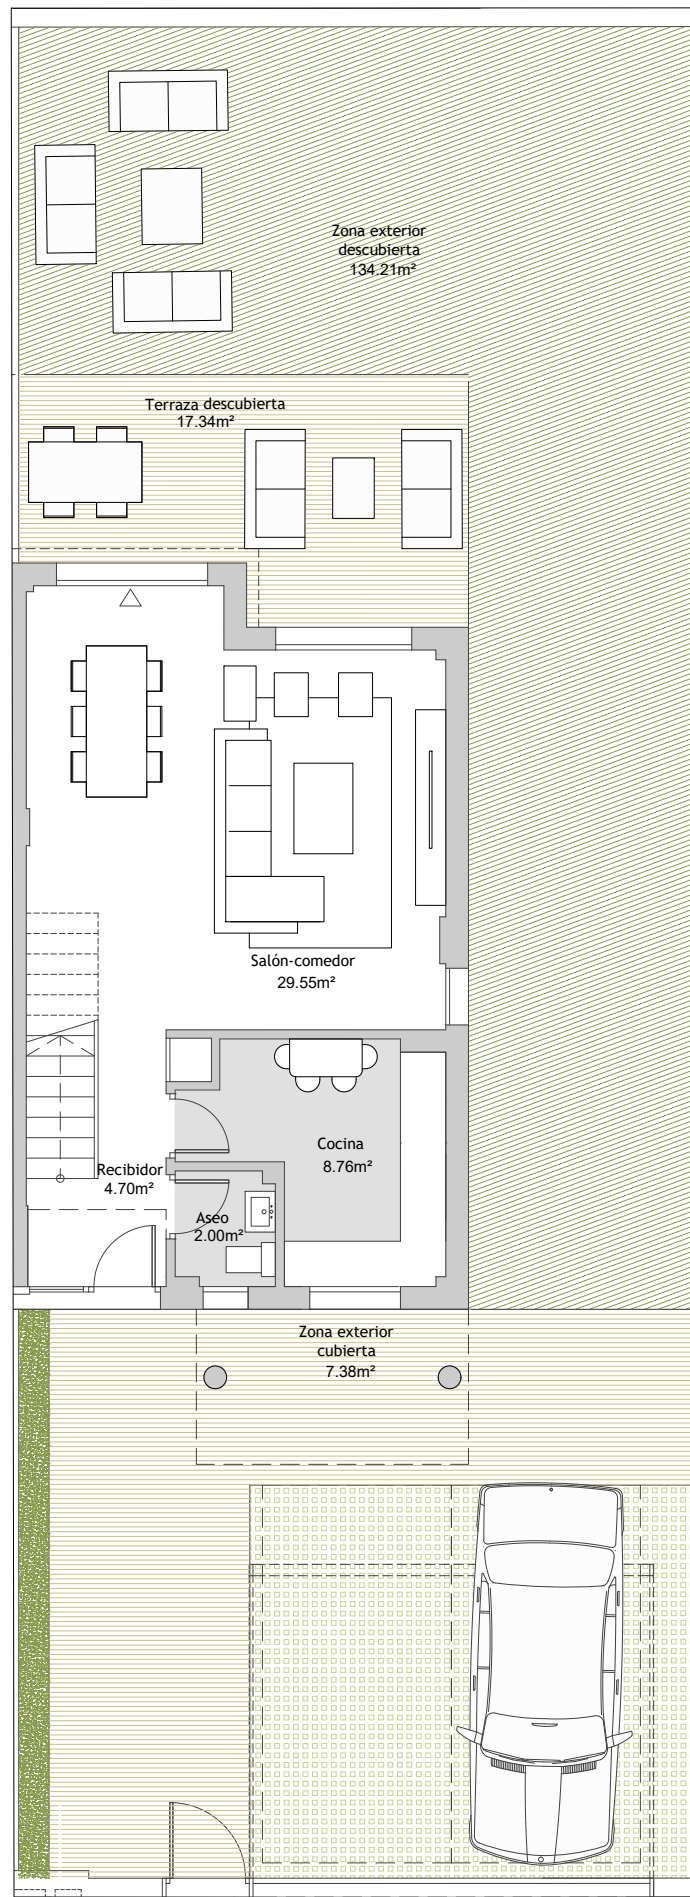 Zona exterior
descubierta
134.21m²
Terraza descubierta
17.34m²
Salón-comedor
29.55m²
Cocina
8.76m²
Recibidor
4.70m²
Aseo
2.00m²
Zona exterior
cubierta
7.38m²